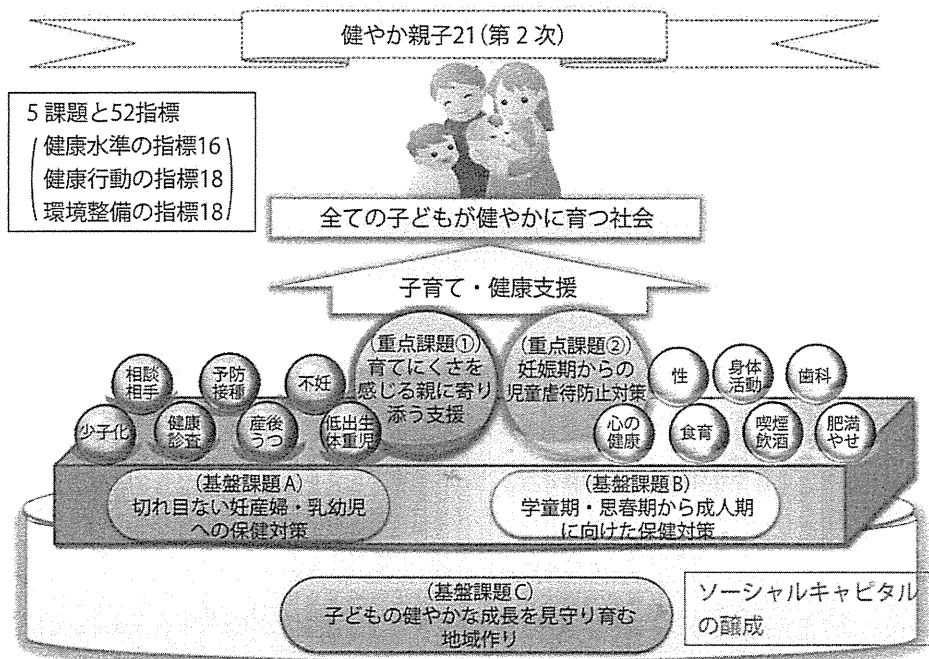 健やか親子21(第2次)
5 課題と52指標
健康水準の指標16
健康行動の指標18
環境整備の指標18
全ての子どもが健やかに育つ社会
子育て・健康支援
(重点課題①)
育てにくさを
感じる親に寄り
添う支援
(重点課題②)
妊娠期からの
児童虐待防止対策
相談
相手
予防
接種
不妊
少子化
健康
診査
産後
うつ
低出生
体重児
性
身体
活動
歯科
心の
健康
食育
喫煙
飲酒
肥満
やせ
(基盤課題A)
切れ目ない妊産婦・乳幼児
への保健対策
(基盤課題B)
学童期・思春期から成人期
に向けた保健対策
(基盤課題C)
子どもの健やかな成長を見守り育む
地域作り
ソーシャルキャピタル
の醸成